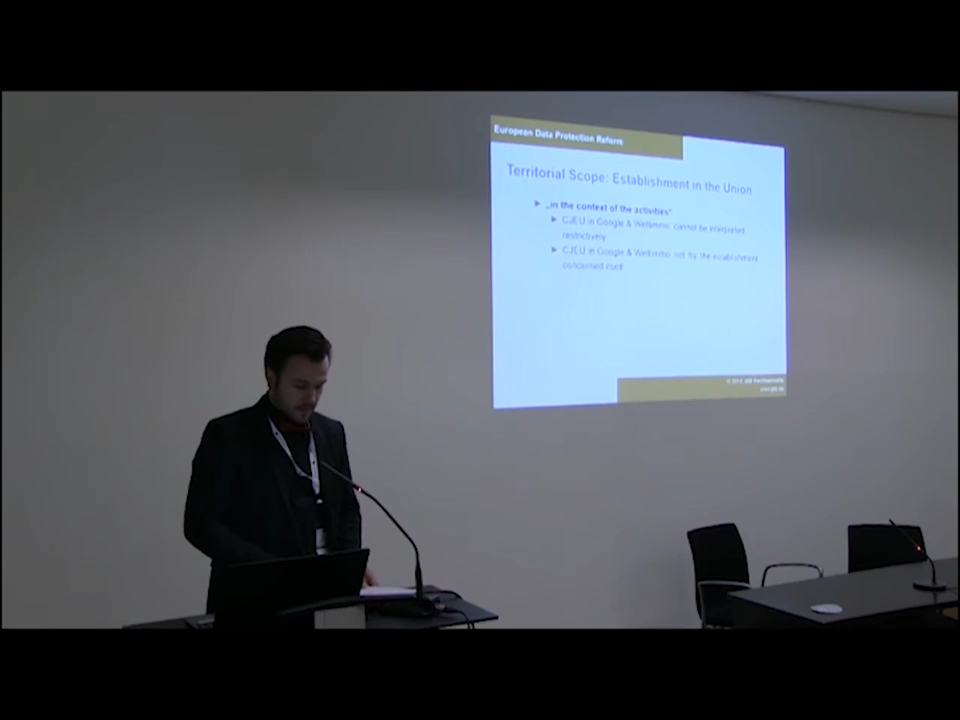 European Data Protection Reform
Territorial Scope: Establishment in the Union
„in the context of the activities“
CJEU in Google & Weltimmo: cannot be interpreted
restrictively
CJEU in Google & Weltimmo: not 'by' the establishment
concerned itself